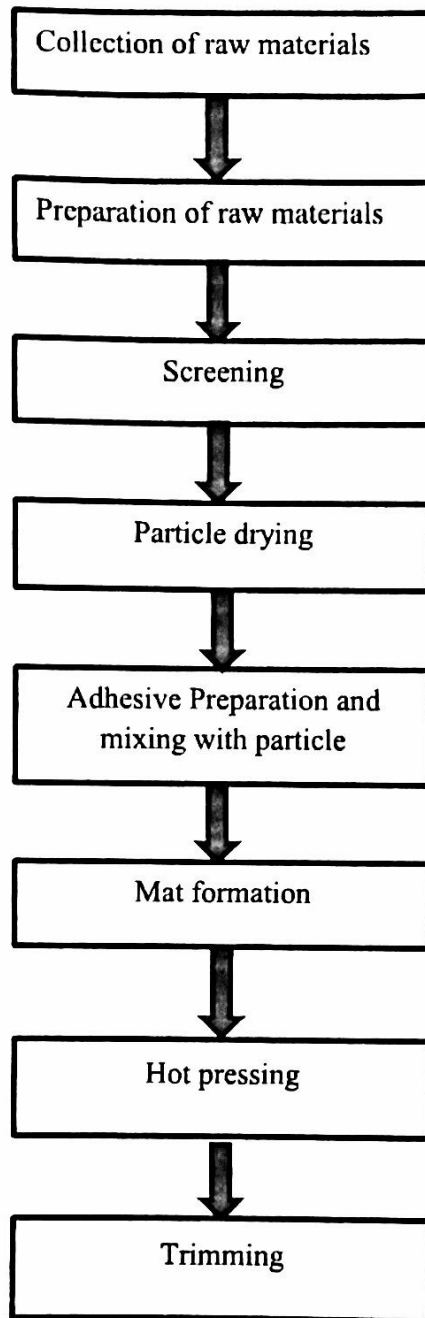 Collection of raw materials
Preparation of raw materials
Screening
Particle drying
Adhesive Preparation and
mixing with particle
Mat formation
Hot pressing
Trimming